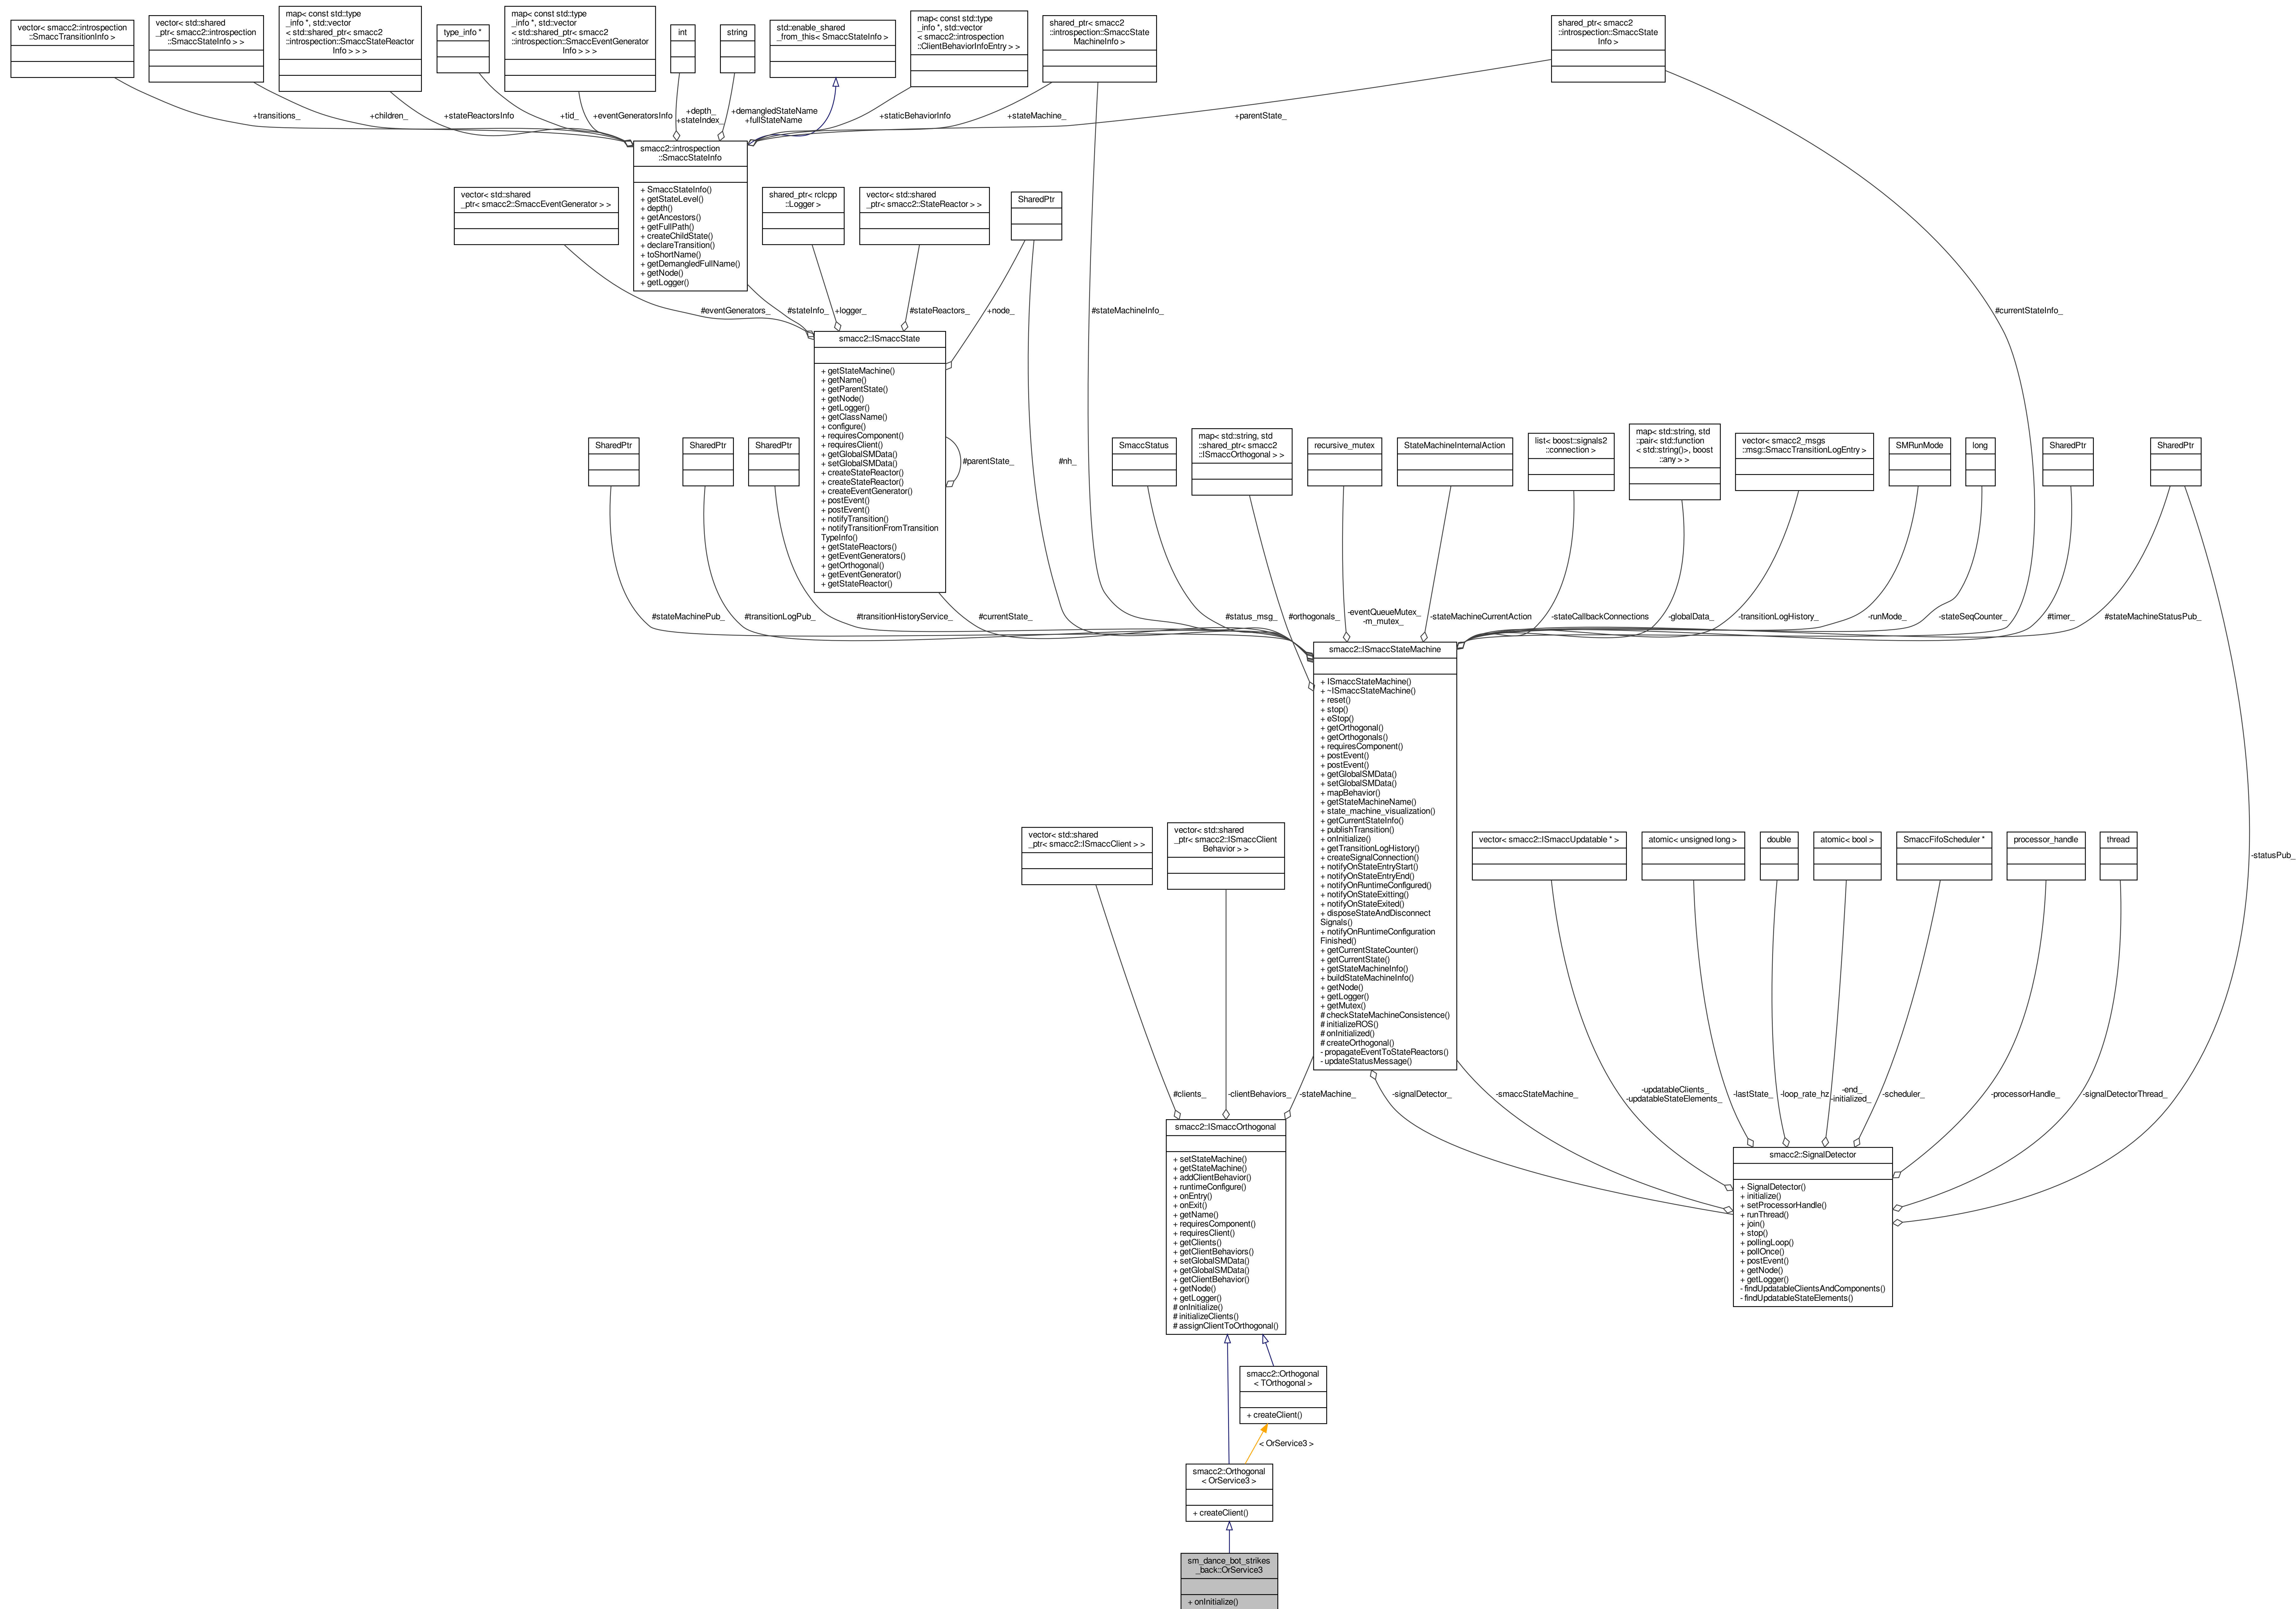 vector< smacc2::introspection
::SmaccTransitionInfo >
vector< std::shared
_ptr< smacc2::introspection
::SmaccStateInfo > >
map< const std::type
_info *, std::vector
< std::shared_ptr< smacc2
::introspection::SmaccStateReactor
Info > > >
type_info *
map< const std::type
_info *, std::vector
< std::shared_ptr< smacc2
::introspection::SmaccEventGenerator
Info > > >
int
string
std::enable_shared
_from_this< SmaccStateInfo >
map< const std::type
_info *, std::vector
< smacc2::introspection
::ClientBehaviorInfoEntry > >
shared_ptr< smacc2
::introspection::SmaccState
MachineInfo >
shared_ptr< smacc2
::introspection::SmaccState
Info >
+transitions_
+children_
+stateReactorsInfo
+tid_
+eventGeneratorsInfo
+depth_
+stateIndex_
+demangledStateName
+fullStateName
+staticBehaviorInfo
+stateMachine_
+parentState_
smacc2::introspection
::SmaccStateInfo
+ SmaccStateInfo()
+ getStateLevel()
+ depth()
+ getAncestors()
+ getFullPath()
+ createChildState()
+ declareTransition()
+ toShortName()
+ getDemangledFullName()
+ getNode()
+ getLogger()
vector< std::shared
_ptr< smacc2::SmaccEventGenerator > >
shared_ptr< rclcpp
::Logger >
vector< std::shared
_ptr< smacc2::StateReactor > >
SharedPtr
#eventGenerators_
#stateInfo_
+logger_
#stateReactors_
+node_
#stateMachineInfo_
#currentStateInfo_
smacc2::ISmaccState
+ getStateMachine()
+ getName()
+ getParentState()
+ getNode()
+ getLogger()
+ getClassName()
+ configure()
+ requiresComponent()
+ requiresClient()
+ getGlobalSMData()
+ setGlobalSMData()
+ createStateReactor()
+ createStateReactor()
+ createEventGenerator()
+ postEvent()
+ postEvent()
+ notifyTransition()
+ notifyTransitionFromTransition
TypeInfo()
+ getStateReactors()
+ getEventGenerators()
+ getOrthogonal()
+ getEventGenerator()
+ getStateReactor()
#parentState_
#nh_
SharedPtr
SharedPtr
SharedPtr
SmaccStatus
map< std::string, std
::shared_ptr< smacc2
::ISmaccOrthogonal > >
recursive_mutex
StateMachineInternalAction
list< boost::signals2
::connection >
map< std::string, std
::pair< std::function
< std::string()>, boost
::any > >
vector< smacc2_msgs
::msg::SmaccTransitionLogEntry >
SMRunMode
long
SharedPtr
SharedPtr
#stateMachinePub_
#transitionLogPub_
#transitionHistoryService_
#currentState_
#status_msg_
#orthogonals_
-eventQueueMutex_
-m_mutex_
-stateMachineCurrentAction
-stateCallbackConnections
-globalData_
-transitionLogHistory_
-runMode_
-stateSeqCounter_
#timer_
#stateMachineStatusPub_
smacc2::ISmaccStateMachine
+ ISmaccStateMachine()
+ ~ISmaccStateMachine()
+ reset()
+ stop()
+ eStop()
+ getOrthogonal()
+ getOrthogonals()
+ requiresComponent()
+ postEvent()
+ postEvent()
+ getGlobalSMData()
+ setGlobalSMData()
+ mapBehavior()
+ getStateMachineName()
+ state_machine_visualization()
+ getCurrentStateInfo()
+ publishTransition()
+ onInitialize()
+ getTransitionLogHistory()
+ createSignalConnection()
+ notifyOnStateEntryStart()
+ notifyOnStateEntryEnd()
+ notifyOnRuntimeConfigured()
+ notifyOnStateExitting()
+ notifyOnStateExited()
+ disposeStateAndDisconnect
Signals()
+ notifyOnRuntimeConfiguration
Finished()
+ getCurrentStateCounter()
+ getCurrentState()
+ getStateMachineInfo()
+ buildStateMachineInfo()
+ getNode()
+ getLogger()
+ getMutex()
# checkStateMachineConsistence()
# initializeROS()
# onInitialized()
# createOrthogonal()
- propagateEventToStateReactors()
- updateStatusMessage()
vector< std::shared
_ptr< smacc2::ISmaccClient > >
vector< std::shared
_ptr< smacc2::ISmaccClient
Behavior > >
vector< smacc2::ISmaccUpdatable * >
atomic< unsigned long >
double
atomic< bool >
SmaccFifoScheduler *
processor_handle
thread
-statusPub_
#clients_
-clientBehaviors_
-stateMachine_
-signalDetector_
-smaccStateMachine_
-updatableClients_
-updatableStateElements_
-lastState_
-loop_rate_hz
-end_
-initialized_
-scheduler_
-processorHandle_
-signalDetectorThread_
smacc2::ISmaccOrthogonal
+ setStateMachine()
+ getStateMachine()
+ addClientBehavior()
+ runtimeConfigure()
+ onEntry()
+ onExit()
+ getName()
+ requiresComponent()
+ requiresClient()
+ getClients()
+ getClientBehaviors()
+ setGlobalSMData()
+ getGlobalSMData()
+ getClientBehavior()
+ getNode()
+ getLogger()
# onInitialize()
# initializeClients()
# assignClientToOrthogonal()
smacc2::SignalDetector
+ SignalDetector()
+ initialize()
+ setProcessorHandle()
+ runThread()
+ join()
+ stop()
+ pollingLoop()
+ pollOnce()
+ postEvent()
+ getNode()
+ getLogger()
- findUpdatableClientsAndComponents()
- findUpdatableStateElements()
smacc2::Orthogonal
< TOrthogonal >
+ createClient()
< OrService3 >
smacc2::Orthogonal
< OrService3 >
+ createClient()
sm_dance_bot_strikes
_back::OrService3
+ onInitialize()